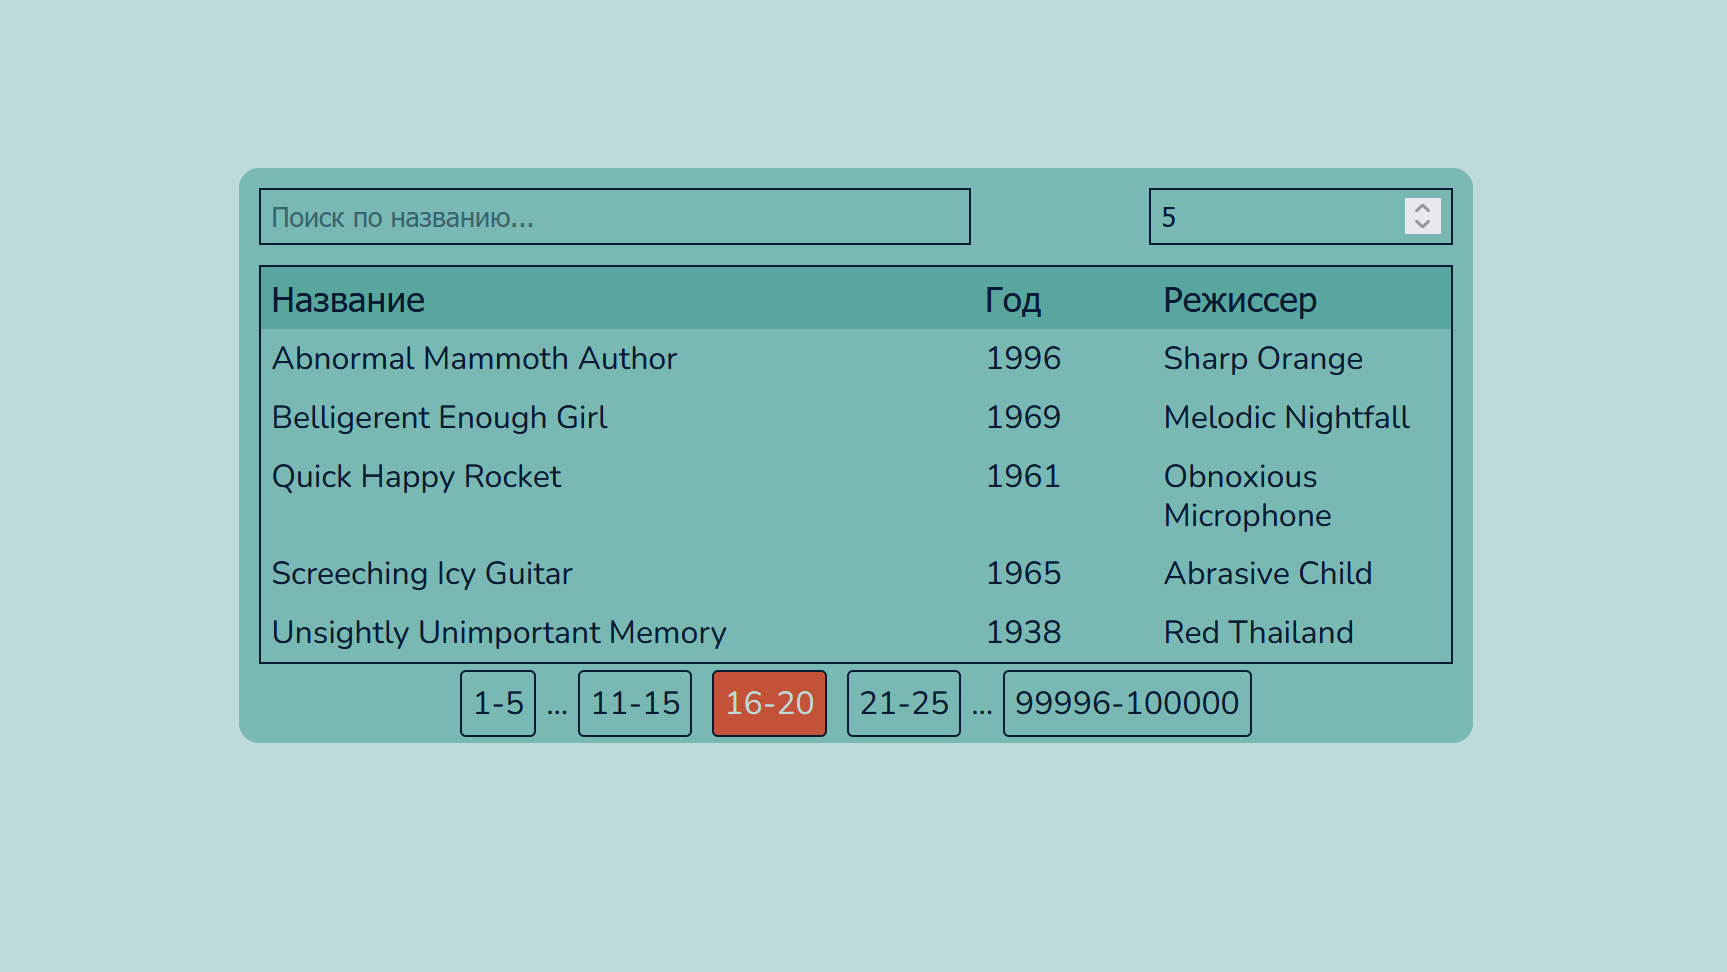 Поиск по названию... 5
Название Год Режиссер
Abnormal Mammoth Author 1996 Sharp Orange
Belligerent Enough Girl 1969 Melodic Nightfall
Quick Happy Rocket 1961 Obnoxious
Microphone
Screeching Icy Guitar 1965 Abrasive Child
Unsightly Unimportant Memory 1938 Red Thailand
1-5 ... 11-15 16-20 21-25 ... 99996-100000